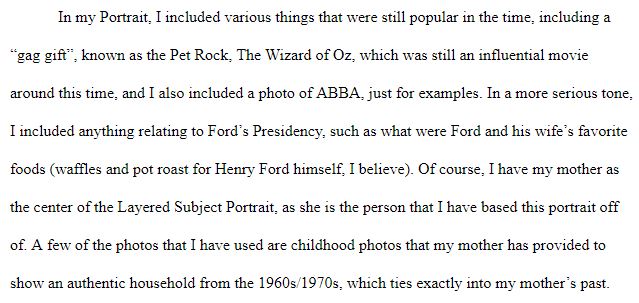 In my Portrait, I included various things that were still popular in the time, including a
“gag gift”, known as the Pet Rock, The Wizard of Oz, which was still an influential movie
around this time, and I also included a photo of ABBA, just for examples. In a more serious tone,
I included anything relating to Ford’s Presidency, such as what were Ford and his wife’s favorite
foods (waffles and pot roast for Henry Ford himself, I believe). Of course, I have my mother as
the center of the Layered Subject Portrait, as she is the person that I have based this portrait off
of. A few of the photos that I have used are childhood photos that my mother has provided to
show an authentic household from the 1960s/1970s, which ties exactly into my mother’s past.